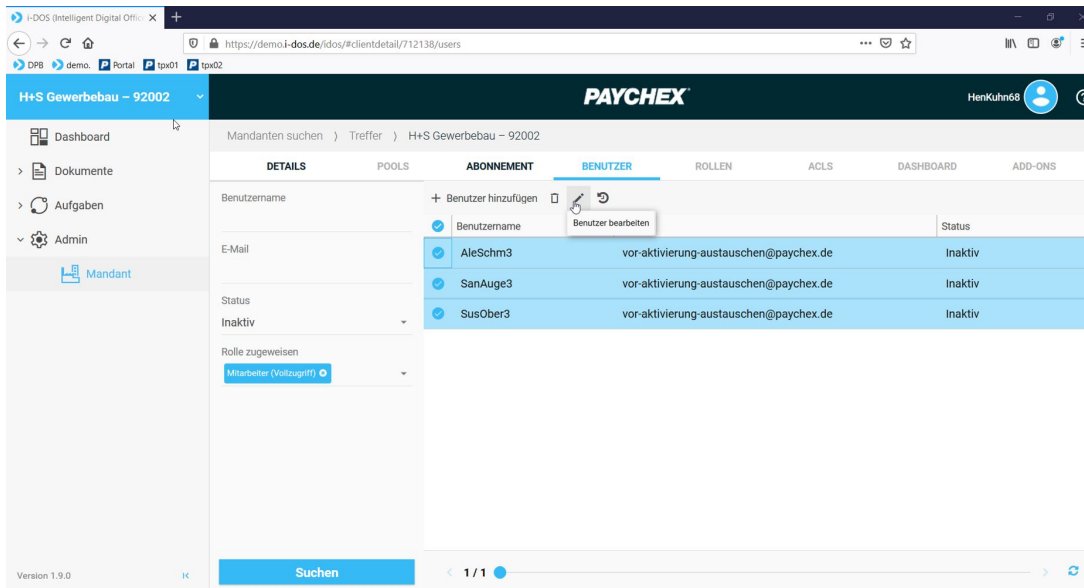 i-DOS (Intelligent Digital Offic
https://demo.i-dos.de/idos/#clientdetail/712138/users
DPB demo. Portal tpx01 tpx02
H+S Gewerbebau – 92002
PAYCHEX
HenKuhn68
Dashboard
Dokumente
Aufgaben
Admin
Mandant
Mandanten suchen ⟩ Treffer ⟩ H+S Gewerbebau – 92002
DETAILS POOLS ABONNEMENT BENUTZER ROLLEN ACLS DASHBOARD ADD-ONS
Benutzername
E-Mail
Status
Inaktiv
Rolle zugeweisen
Mitarbeiter (Vollzugriff)
Suchen
+ Benutzer hinzufügen
Benutzer bearbeiten
Benutzername Status
AleSchm3 vor-aktivierung-austauschen@paychex.de Inaktiv
SanAuge3 vor-aktivierung-austauschen@paychex.de Inaktiv
SusOber3 vor-aktivierung-austauschen@paychex.de Inaktiv
1 / 1
Version 1.9.0